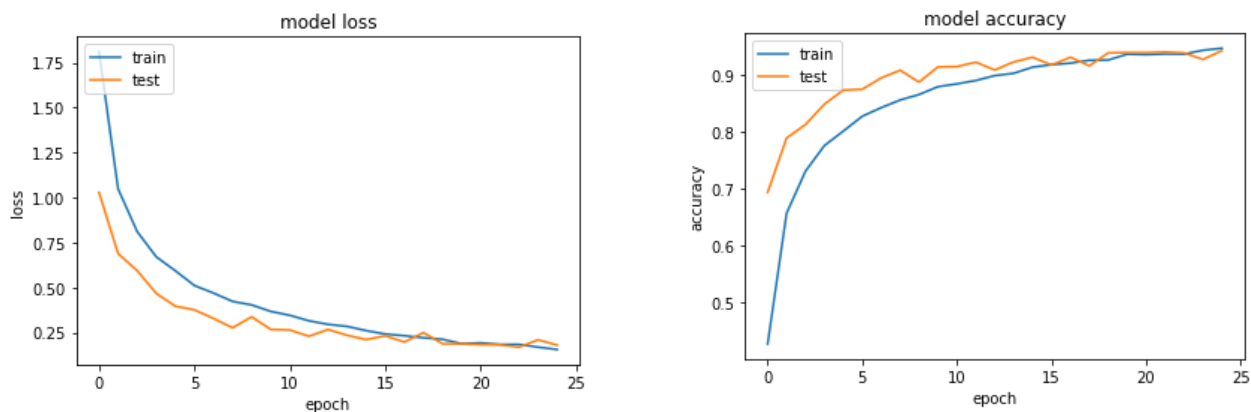 model loss
train
test
1.75
1.50
1.25
1.00
0.75
0.50
0.25
loss
0 5 10 15 20 25
epoch
model accuracy
train
test
0.9
0.8
0.7
0.6
0.5
accuracy
0 5 10 15 20 25
epoch